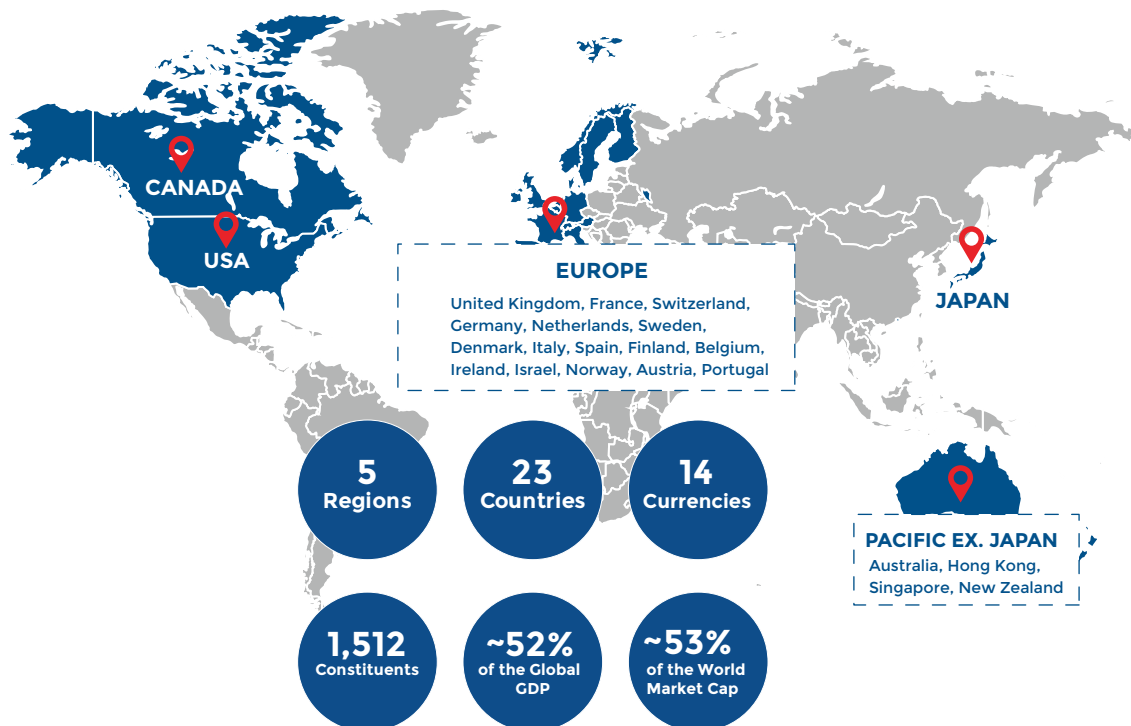 CANADA
USA
EUROPE
United Kingdom, France, Switzerland,
Germany, Netherlands, Sweden,
Denmark, Italy, Spain, Finland, Belgium,
Ireland, Israel, Norway, Austria, Portugal
JAPAN
5
Regions
23
Countries
14
Currencies
PACIFIC EX. JAPAN
Australia, Hong Kong,
Singapore, New Zealand
1,512
Constituents
~52%
of the Global
GDP
~53%
of the World
Market Cap